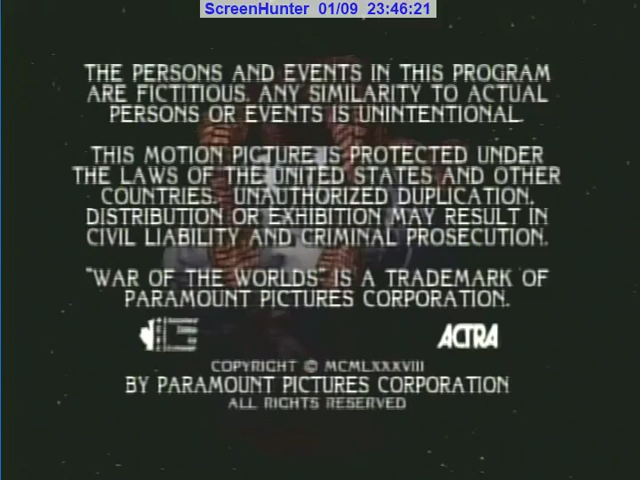 ScreenHunter 01/09 23:46:21
THE PERSONS AND EVENTS IN THIS PROGRAM
ARE FICTITIOUS. ANY SIMILARITY TO ACTUAL
PERSONS OR EVENTS IS UNINTENTIONAL.
THIS MOTION PICTURE IS PROTECTED UNDER
THE LAWS OF THE UNITED STATES AND OTHER
COUNTRIES. UNAUTHORIZED DUPLICATION,
DISTRIBUTION OR EXHIBITION MAY RESULT IN
CIVIL LIABILITY AND CRIMINAL PROSECUTION.
"WAR OF THE WORLDS" IS A TRADEMARK OF
PARAMOUNT PICTURES CORPORATION.
ACTRA
COPYRIGHT © MCMLXXXVIII
BY PARAMOUNT PICTURES CORPORATION
ALL RIGHTS RESERVED